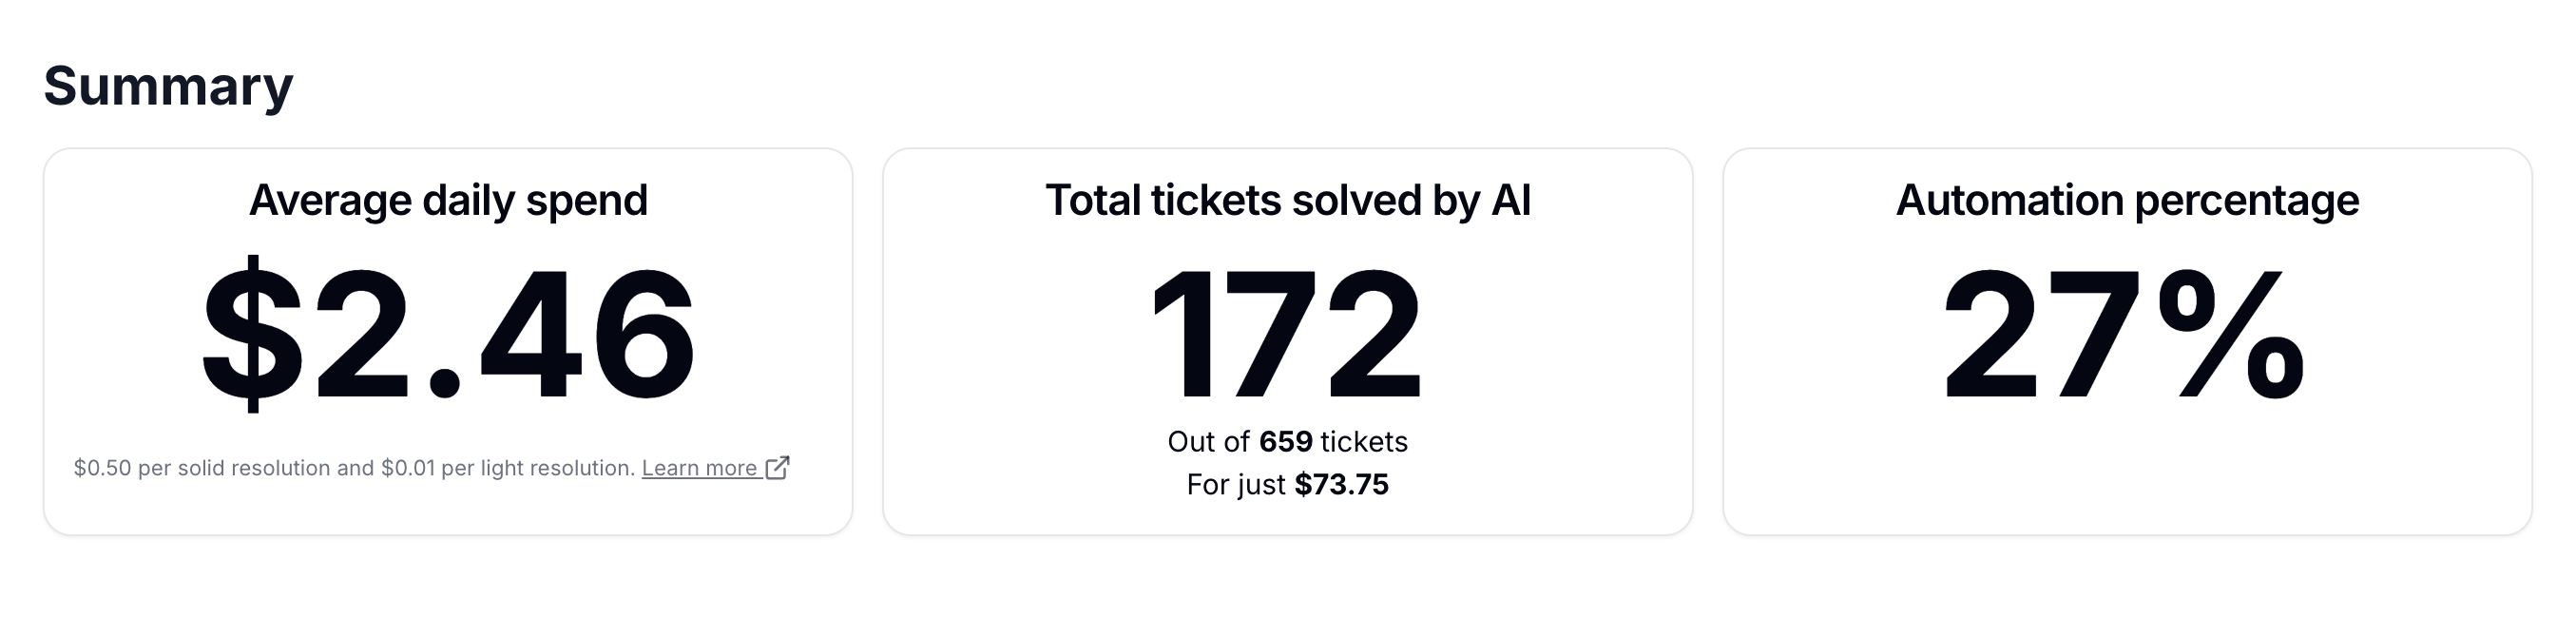 Summary
Average daily spend
$2.46
$0.50 per solid resolution and $0.01 per light resolution. Learn more
Total tickets solved by AI
172
Out of 659 tickets
For just $73.75
Automation percentage
27%